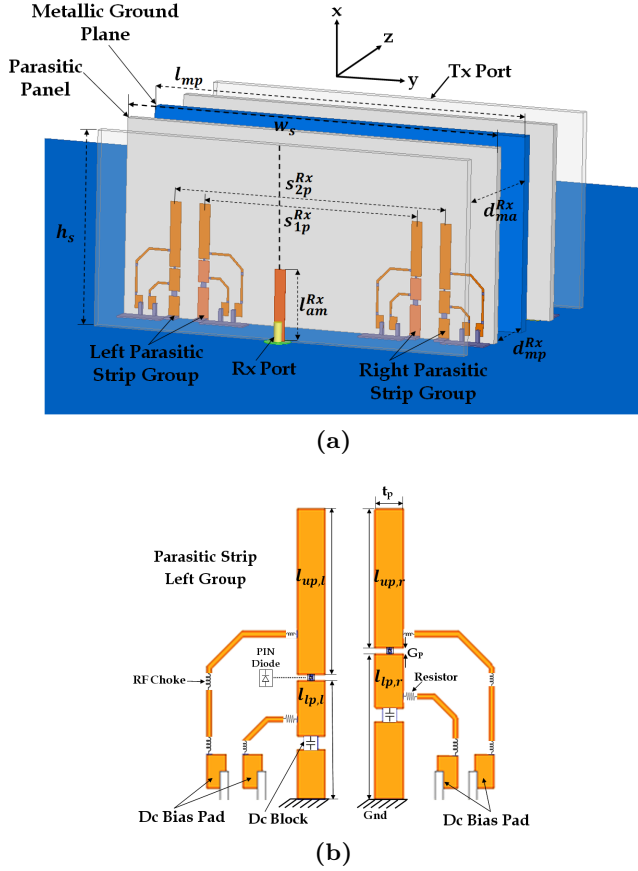 Metallic Ground
Plane
Parasitic
Panel
x
z
y
Tx Port
l_mp
w_s
s_2p^Rx
s_1p^Rx
d_ma^Rx
h_s
l_am^Rx
d_mp^Rx
Left Parasitic
Strip Group
Rx Port
Right Parasitic
Strip Group
(a)
t_p
Parasitic Strip
Left Group
l_up,l
l_up,r
PIN
Diode
G_P
RF Choke
l_lp,l
l_lp,r
Resistor
Dc Bias Pad
Dc Block
Gnd
Dc Bias Pad
(b)